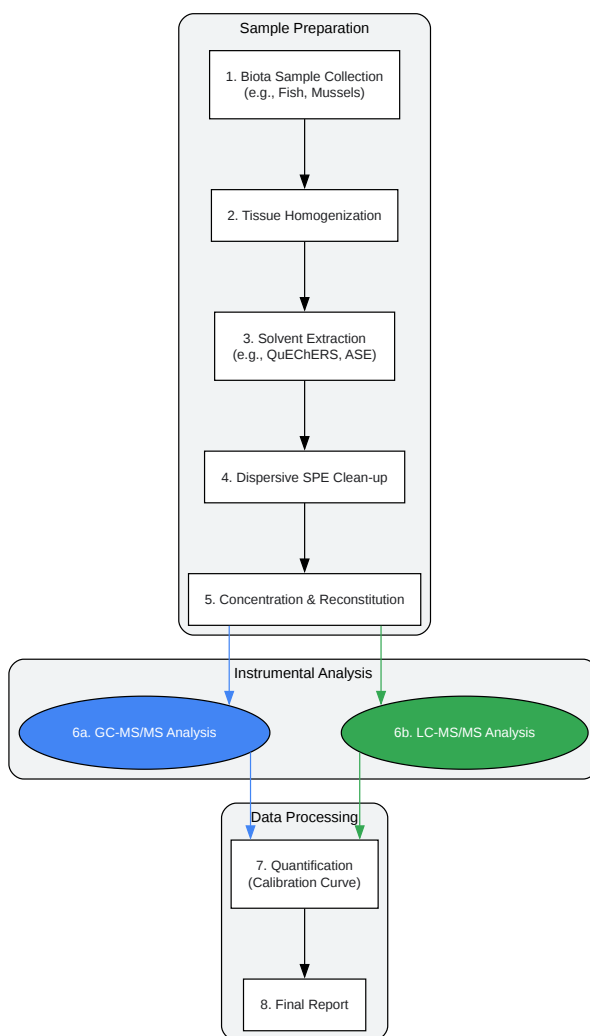 Sample Preparation
1. Biota Sample Collection
(e.g., Fish, Mussels)
2. Tissue Homogenization
3. Solvent Extraction
(e.g., QuEChERS, ASE)
4. Dispersive SPE Clean-up
5. Concentration & Reconstitution
Instrumental Analysis
6a. GC-MS/MS Analysis
6b. LC-MS/MS Analysis
Data Processing
7. Quantification
(Calibration Curve)
8. Final Report